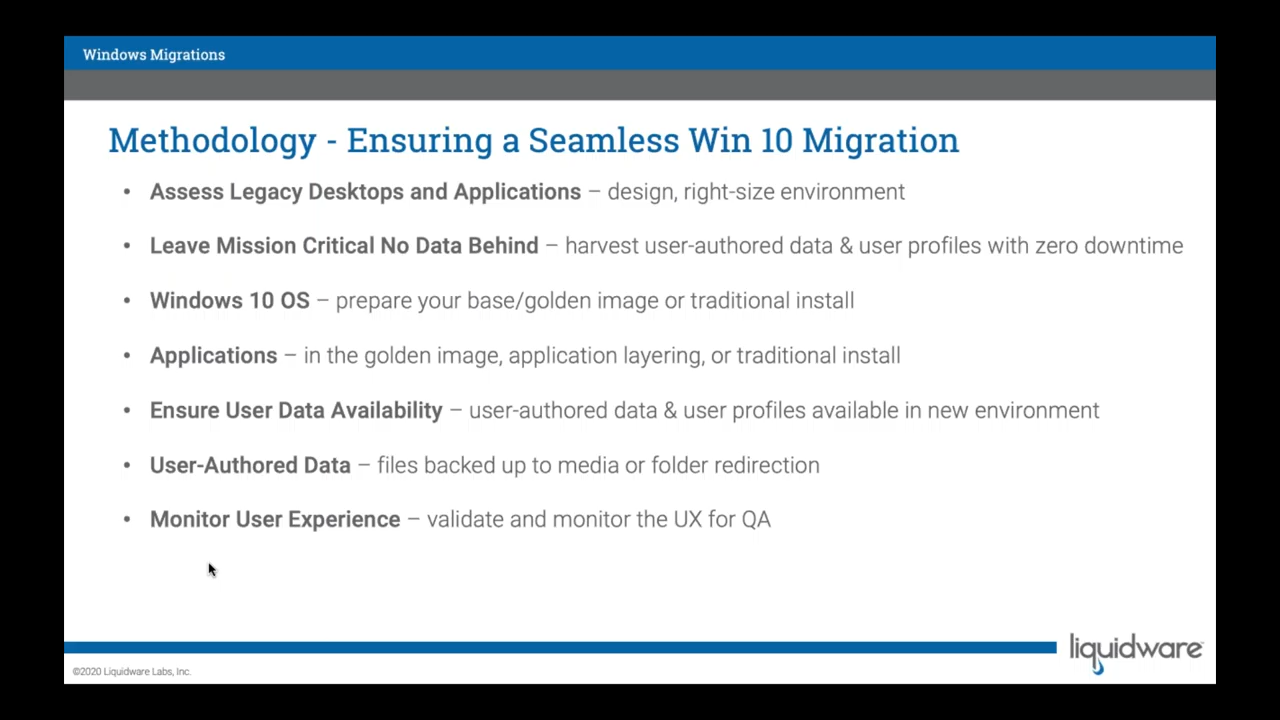 Windows Migrations
Methodology - Ensuring a Seamless Win 10 Migration
• Assess Legacy Desktops and Applications – design, right-size environment
• Leave Mission Critical No Data Behind – harvest user-authored data & user profiles with zero downtime
• Windows 10 OS – prepare your base/golden image or traditional install
• Applications – in the golden image, application layering, or traditional install
• Ensure User Data Availability – user-authored data & user profiles available in new environment
• User-Authored Data – files backed up to media or folder redirection
• Monitor User Experience – validate and monitor the UX for QA
liquidware
©2020 Liquidware Labs, Inc.